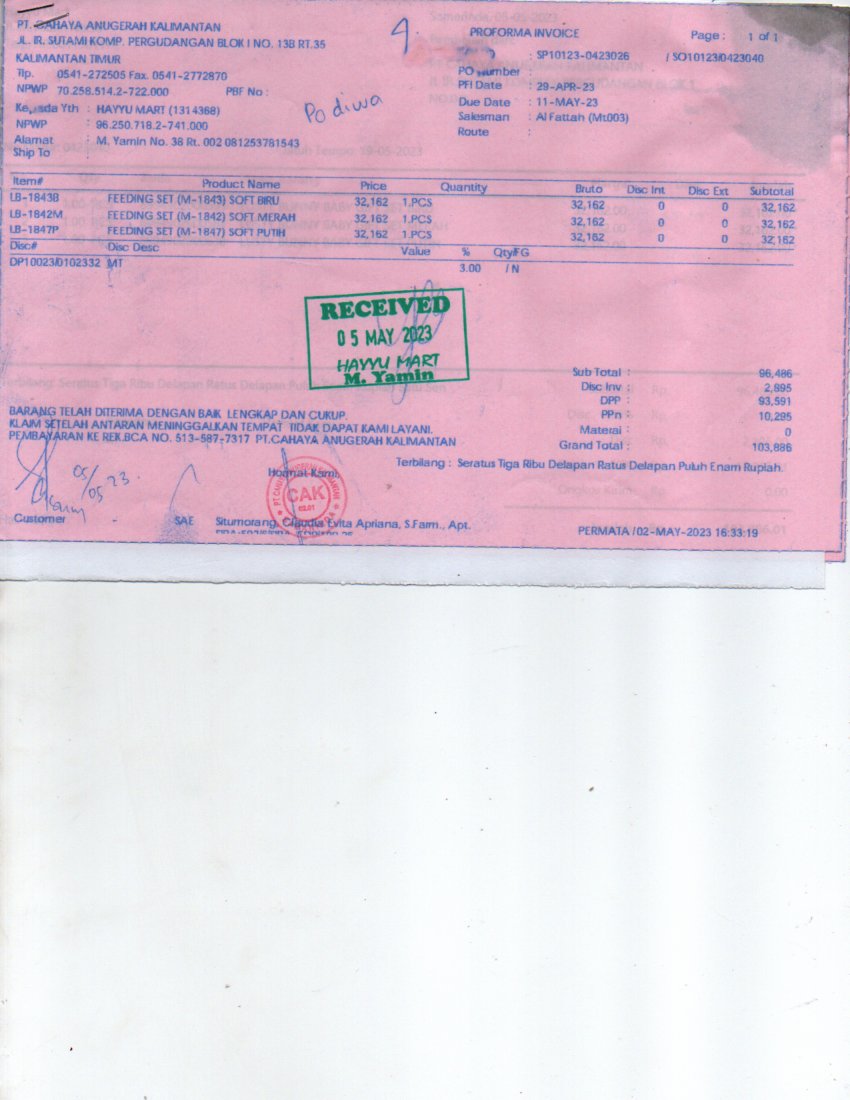 PT. CAHAYA ANUGERAH KALIMANTAN
JL. IR. SUTAMI KOMP. PERGUDANGAN BLOK I NO. 13B RT.35
KALIMANTAN TIMUR
Tlp. 0541-272505 Fax. 0541-2772870
NPWP 70.258.514.2-722.000 PBF No :
Kepada Yth : HAYYU MART (1314368)
NPWP : 96.250.718.2-741.000
Alamat : M. Yamin No. 38 Rt. 002 081253781543
Ship To
9.
Po diwa
PROFORMA INVOICE Page : 1 of 1
: SP10123-0423026 / SO10123/0423040
PO Number :
PFI Date : 29-APR-23
Due Date : 11-MAY-23
Salesman : Al Fattah (Mt003)
Route :
Item# Product Name Price Quantity Bruto Disc Int Disc Ext Subtotal
LB-1843B FEEDING SET (M-1843) SOFT BIRU 32,162 1.PCS 32,162 0 0 32,162
LB-1842M FEEDING SET (M-1842) SOFT MERAH 32,162 1.PCS 32,162 0 0 32,162
LB-1847P FEEDING SET (M-1847) SOFT PUTIH 32,162 1.PCS 32,162 0 0 32,162
Disc# Disc Desc Value % Qty/FG
DP10023/0102332 MT 3.00 / N
RECEIVED
05 MAY 2023
HAYYU MART
M. Yamin
Sub Total : 96,486
Disc Inv : 2,895
DPP : 93,591
PPn : 10,295
Materai : 0
Grand Total : 103,886
BARANG TELAH DITERIMA DENGAN BAIK LENGKAP DAN CUKUP.
KLAIM SETELAH ANTARAN MENINGGALKAN TEMPAT TIDAK DAPAT KAMI LAYANI.
PEMBAYARAN KE REK.BCA NO. 513-587-7317 PT.CAHAYA ANUGERAH KALIMANTAN
Terbilang : Seratus Tiga Ribu Delapan Ratus Delapan Puluh Enam Rupiah.
05/05 23.
Hormat Kami
CAK
Customer SAE Situmorang, Claudia Evita Apriana, S.Farm., Apt.
PERMATA /02-MAY-2023 16:33:19